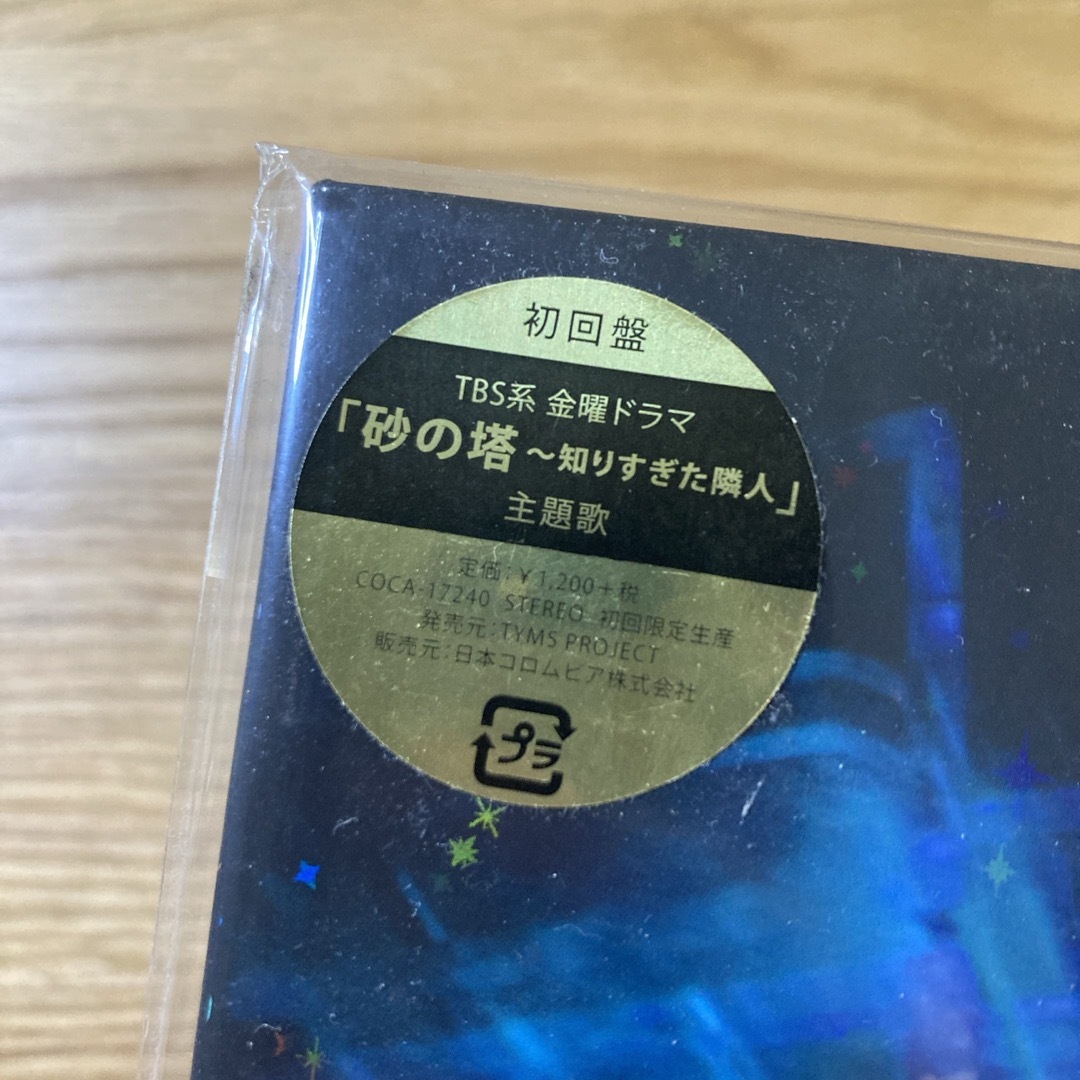 初回盤
TBS系 金曜ドラマ
「砂の塔～知りすぎた隣人」
主題歌
定価：￥1,200＋税
COCA-17240 STEREO 初回限定生産
発売元：TYMS PROJECT
販売元：日本コロムビア株式会社
プラ